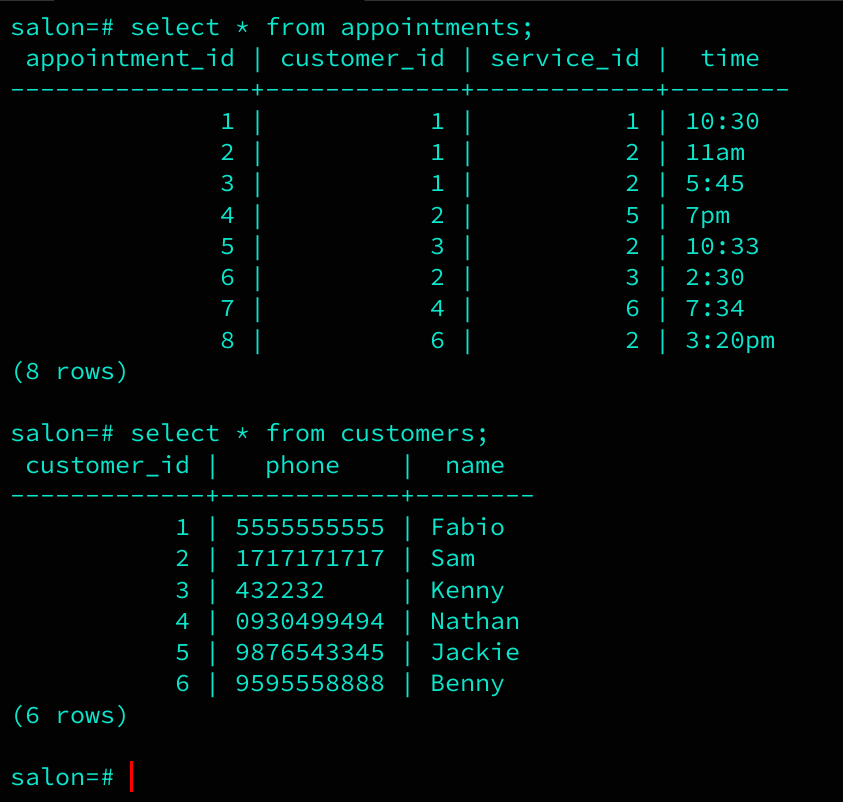 salon=# select * from appointments;
 appointment_id | customer_id | service_id |  time
----------------+-------------+------------+--------
              1 |           1 |          1 | 10:30
              2 |           1 |          2 | 11am
              3 |           1 |          2 | 5:45
              4 |           2 |          5 | 7pm
              5 |           3 |          2 | 10:33
              6 |           2 |          3 | 2:30
              7 |           4 |          6 | 7:34
              8 |           6 |          2 | 3:20pm
(8 rows)

salon=# select * from customers;
 customer_id |   phone    |  name
-------------+------------+--------
           1 | 5555555555 | Fabio
           2 | 1717171717 | Sam
           3 | 432232     | Kenny
           4 | 0930499494 | Nathan
           5 | 9876543345 | Jackie
           6 | 9595558888 | Benny
(6 rows)

salon=#